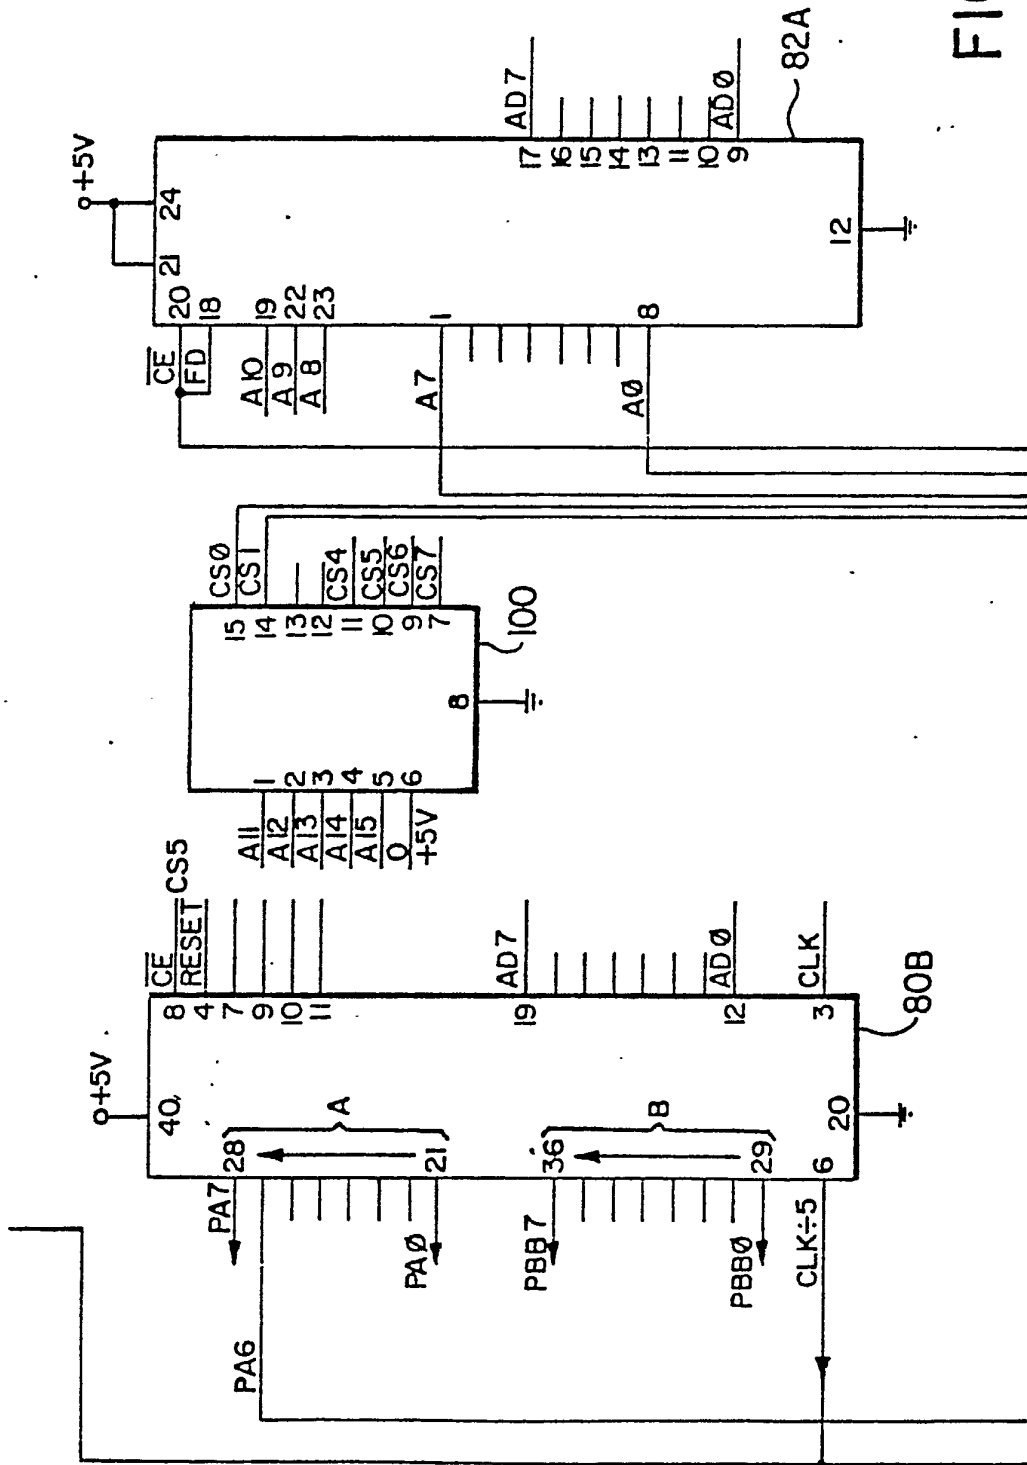 FIG
+5V
21
24
20
18
19
22
23
1
8
CE
FD
A10
A9
A8
A7
AØ
17
16
15
14
13
11
10
9
AD7
ADØ
12
82A
A11
A12
A13
A14
A15
O
+5V
1
2
3
4
5
6
8
15
14
13
12
11
10
9
7
CSØ
CS1
CS4
CS5
CS6
CS7
100
+5V
40
8
4
7
9
10
11
CE
CS5
RESET
19
12
3
AD7
ADØ
CLK
80B
28
21
A
36
29
B
6
20
PA7
PA6
PAØ
PBB7
PBBØ
CLK÷5